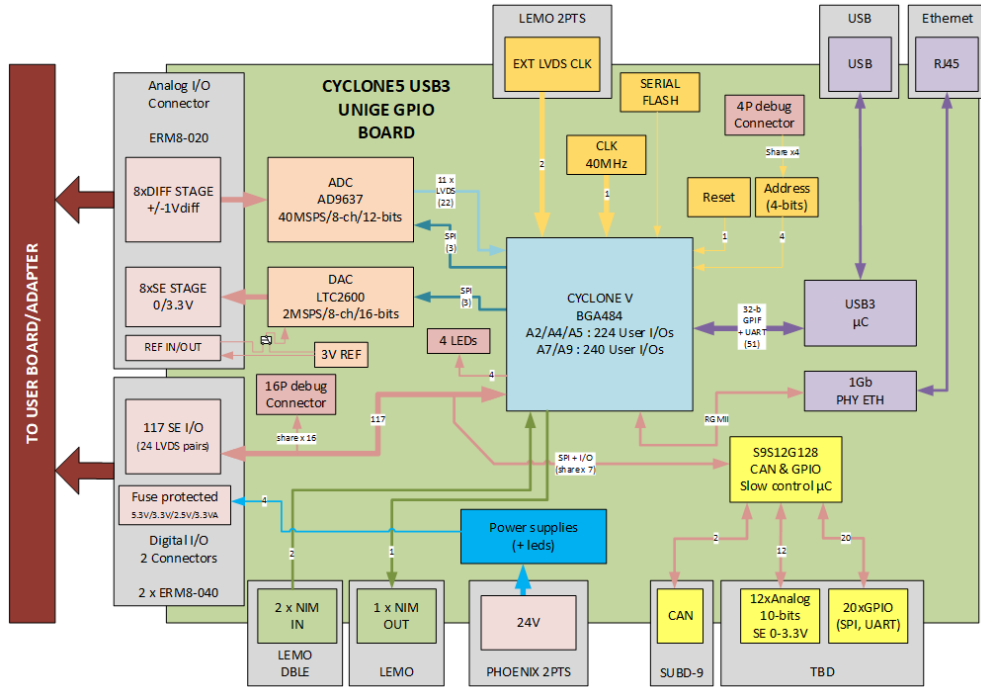 LEMO 2PTS
USB
Ethernet
EXT LVDS CLK
USB
RJ45
Analog I/O
Connector
ERM8-020
CYCLONE5 USB3
UNIGE GPIO
BOARD
SERIAL
FLASH
4P debug
Connector
CLK
40MHz
Share x4
2
1
8xDIFF STAGE
+/-1Vdiff
ADC
AD9637
40MSPS/8-ch/12-bits
11 x
LVDS
(22)
SPI
(3)
Reset
Address
(4-bits)
1
4
TO USER BOARD/ADAPTER
8xSE STAGE
0/3.3V
DAC
LTC2600
2MSPS/8-ch/16-bits
SPI
(3)
CYCLONE V
BGA484
A2/A4/A5 : 224 User I/Os
A7/A9 : 240 User I/Os
32-b
GPIF
+ UART
(51)
USB3
µC
REF IN/OUT
3V REF
4 LEDs
4
16P debug
Connector
1Gb
PHY ETH
RGMII
117 SE I/O
(24 LVDS pairs)
share x 16
117
SPI + I/O
(share x 7)
S9S12G128
CAN & GPIO
Slow control µC
Fuse protected
5.3V/3.3V/2.5V/3.3VA
4
Power supplies
(+ leds)
Digital I/O
2 Connectors
2 x ERM8-040
2
1
2
12
20
2 x NIM
IN
1 x NIM
OUT
24V
CAN
12xAnalog
10-bits
SE 0-3.3V
20xGPIO
(SPI, UART)
LEMO
DBLE
LEMO
PHOENIX 2PTS
SUBD-9
TBD